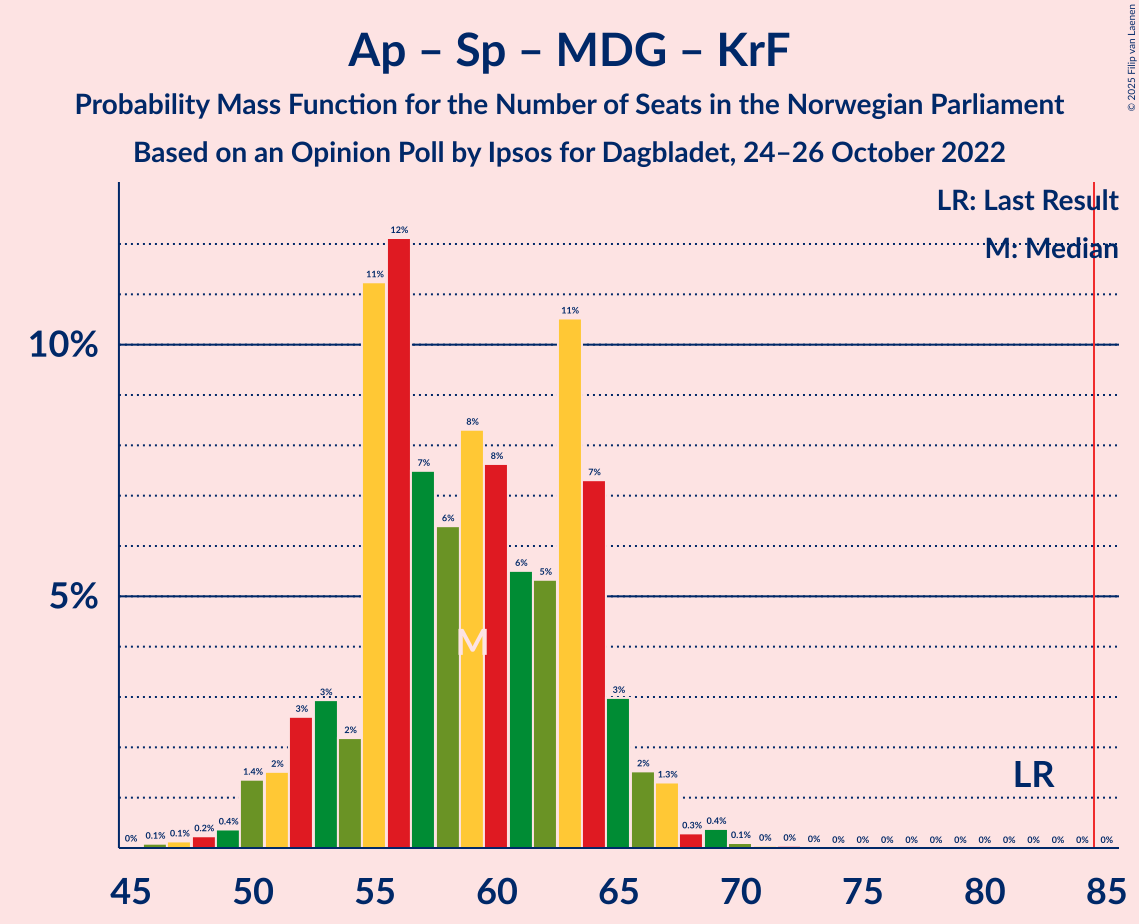 Ap – Sp – MDG – KrF
Probability Mass Function for the Number of Seats in the Norwegian Parliament
Based on an Opinion Poll by Ipsos for Dagbladet, 24–26 October 2022
© 2025 Filip van Laenen
LR: Last Result
M: Median
10%
5%
0% 0.1% 0.1% 0.2% 0.4% 1.4% 2% 3% 3% 2% 11% 12% 7% 6% 8% 8% 6% 5% 11% 7% 3% 2% 1.3% 0.3% 0.4% 0.1% 0% 0% 0% 0% 0% 0% 0% 0% 0% 0% 0% 0% 0% 0% 0%
M
LR
45 50 55 60 65 70 75 80 85